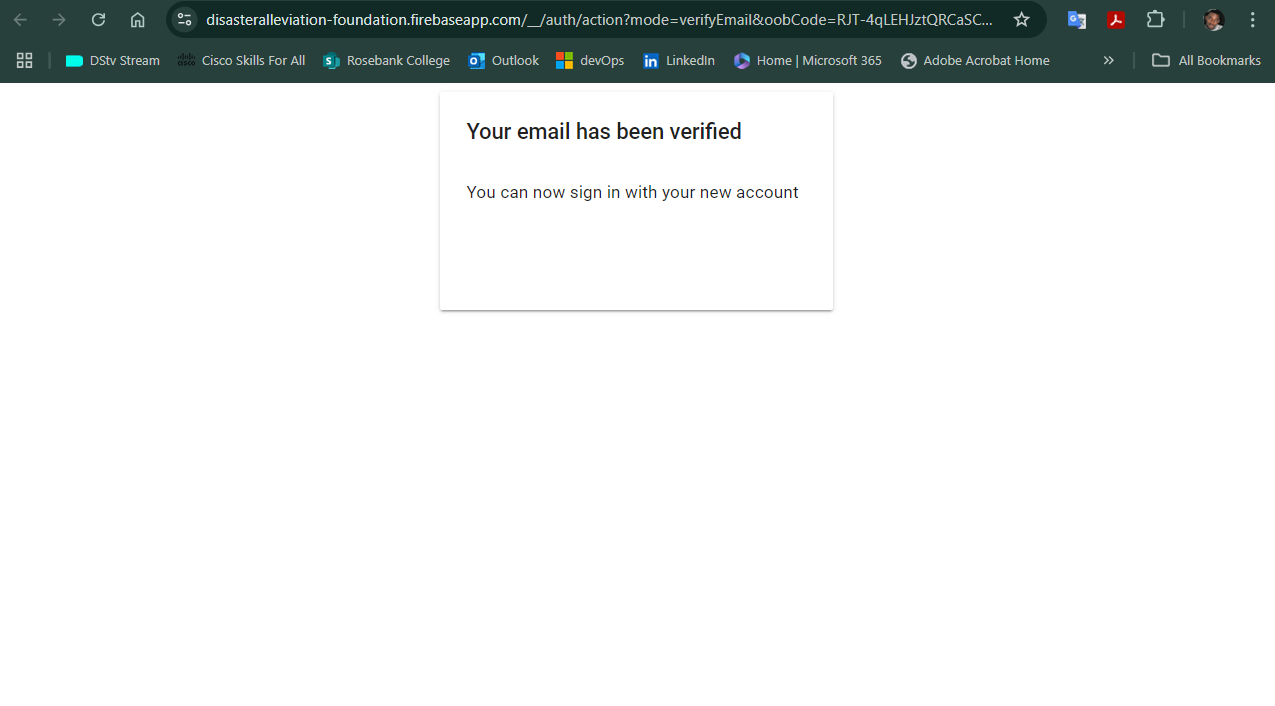 disasteralleviation-foundation.firebaseapp.com/__/auth/action?mode=verifyEmail&oobCode=RJT-4qLEHJztQRCaSC...
DStv Stream
CISCO
Cisco Skills For All
Rosebank College
Outlook
devOps
LinkedIn
Home | Microsoft 365
Adobe Acrobat Home
All Bookmarks
Your email has been verified
You can now sign in with your new account